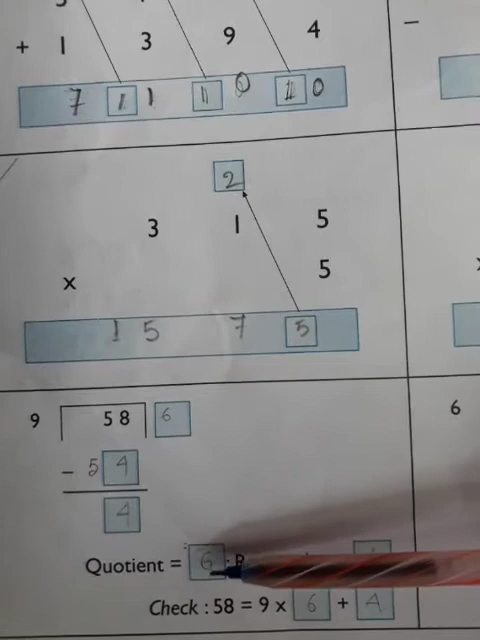 + 1 3 9 4 −
7 1 1 1 0 1 0
2
3 1 5
× 5
1 5 7 5
9 58 6 6
− 5 4
4
Quotient = 6
Check : 58 = 9 × 6 + 4